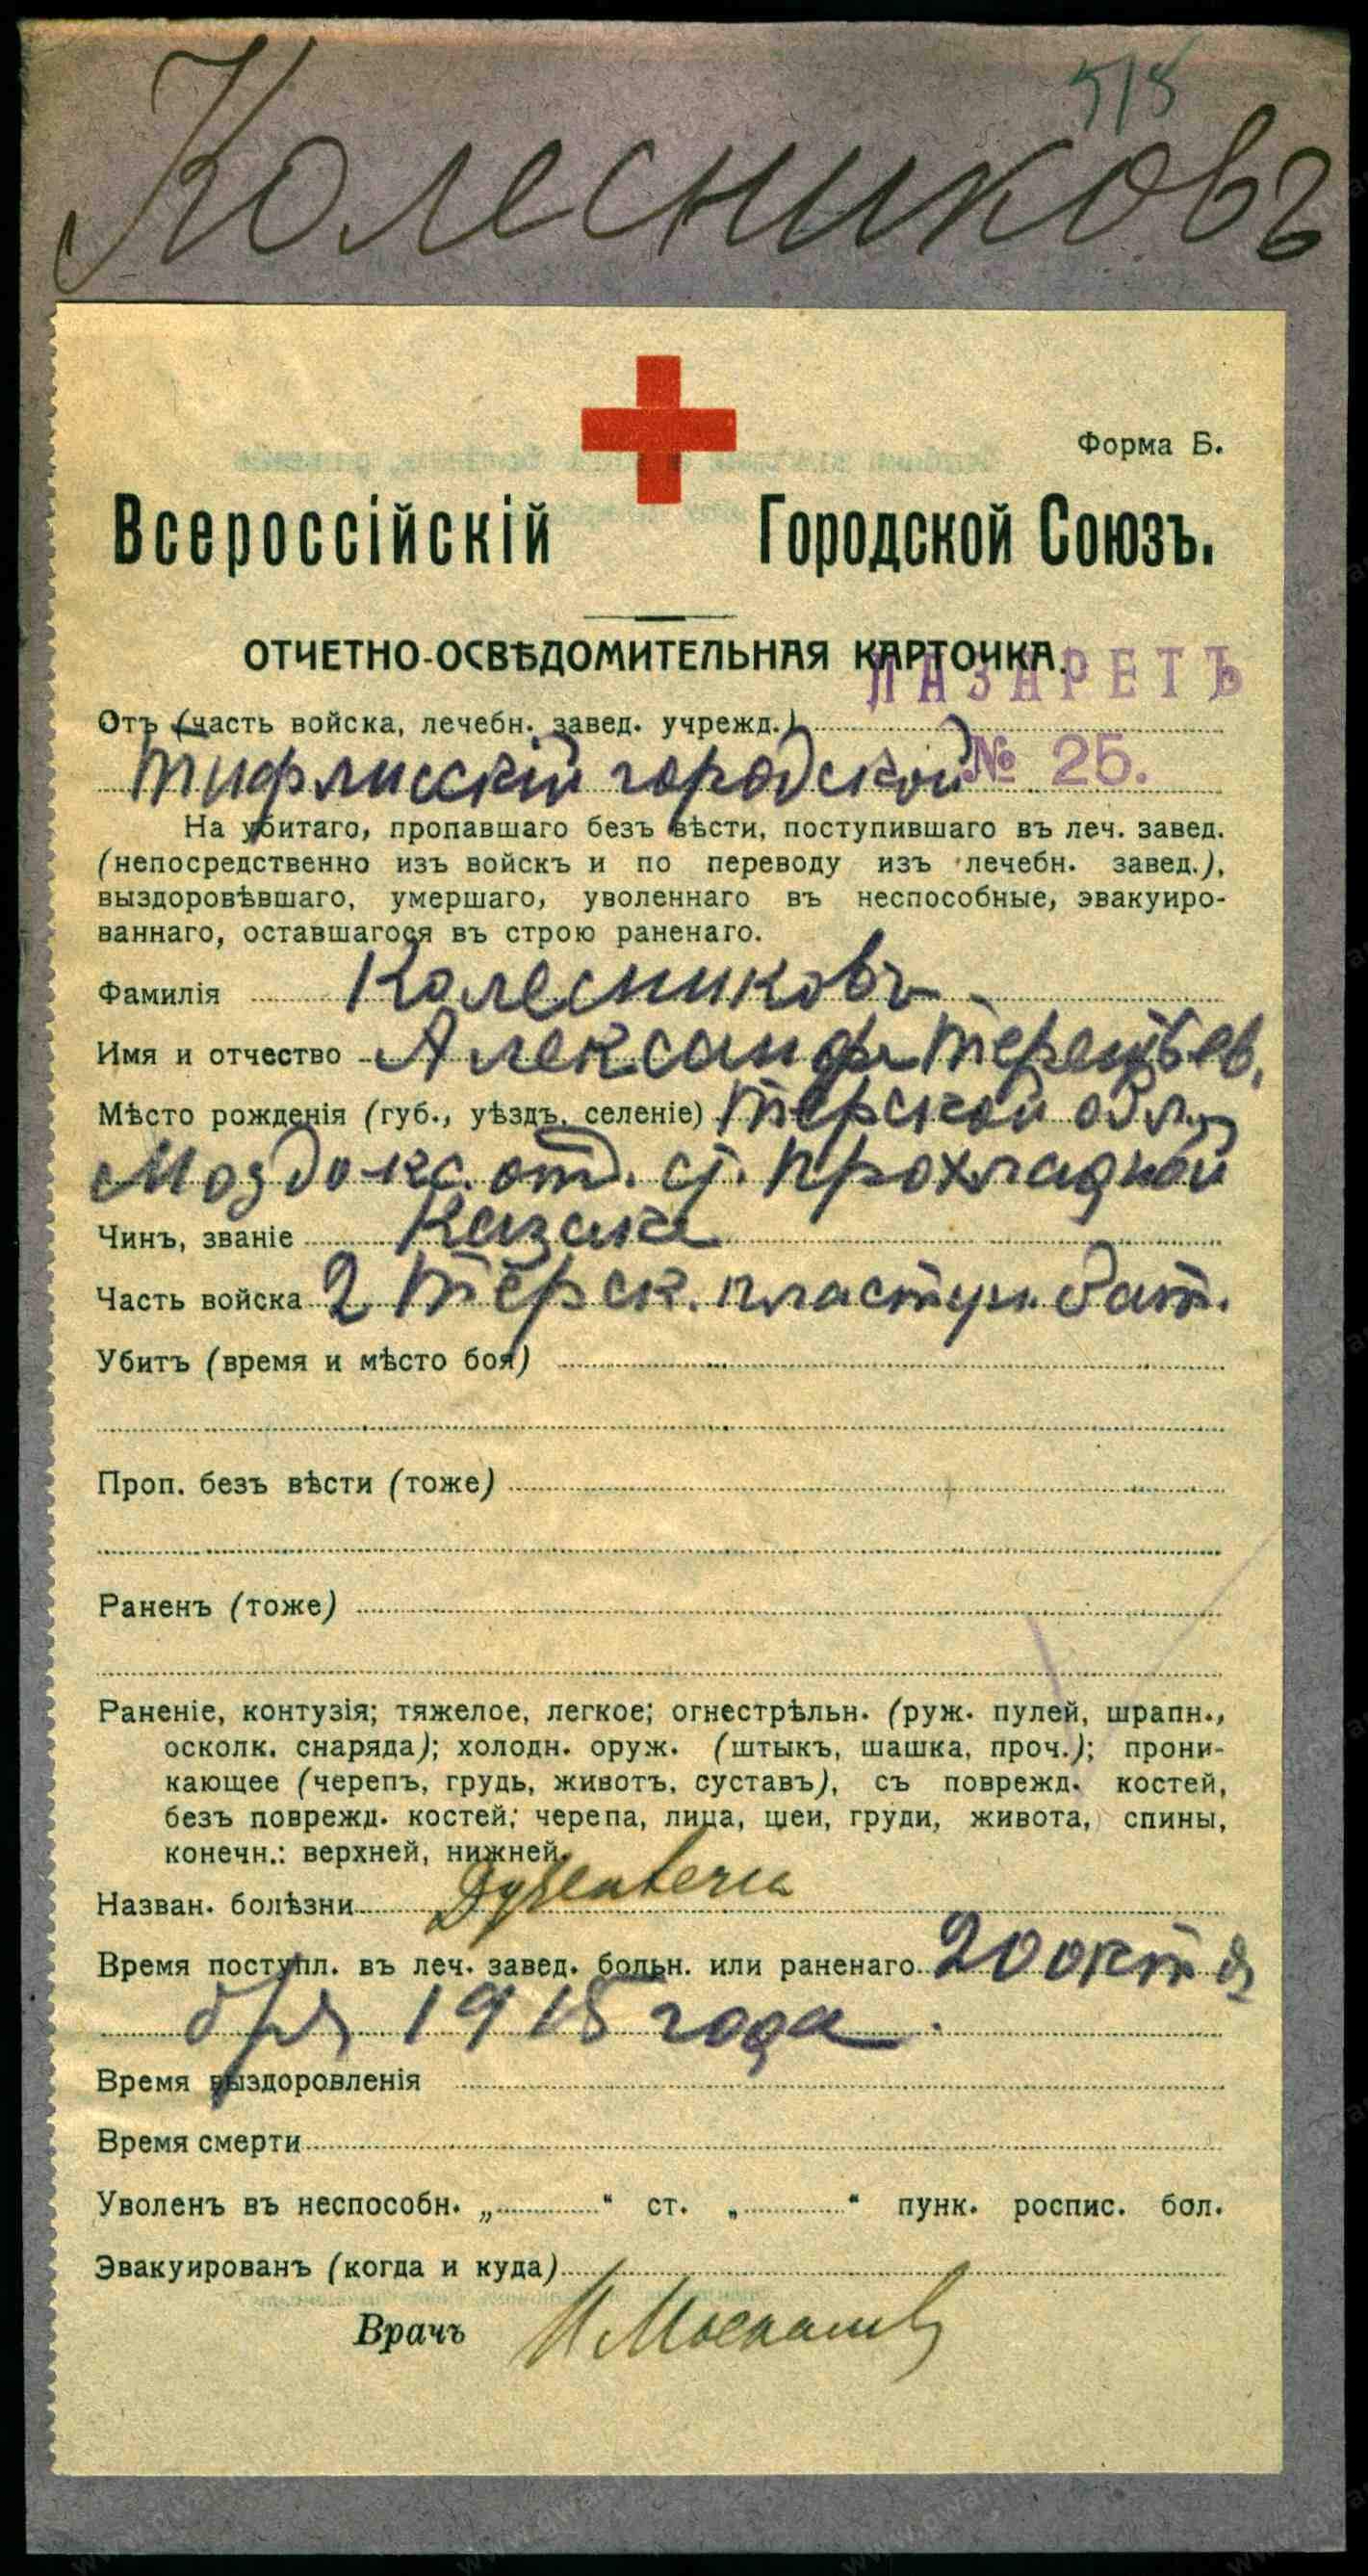 5/8
Колесниковъ
Форма Б.
Всероссійскій Городской Союзъ.
ОТЧЕТНО-ОСВѢДОМИТЕЛЬНАЯ КАРТОЧКА.
ЛАЗАРЕТЪ
Отъ (часть войска, лечебн. завед. учрежд.)
Тифлисскій городской № 25.
На убитаго, пропавшаго безъ вѣсти, поступившаго въ леч. завед.
(непосредственно изъ войскъ и по переводу изъ лечебн. завед.),
выздоровѣвшаго, умершаго, уволеннаго въ неспособные, эвакуиро-
ваннаго, оставшагося въ строю раненаго.
Фамилія Колесниковъ
Имя и отчество Александръ Терентьев.
Мѣсто рожденія (губ., уѣздъ, селеніе) Терской обл.,
Моздокс. отд. ст. Прохладной
Чинъ, званіе Казакъ
Часть войска 2 Терск. пластун. бат.
Убитъ (время и мѣсто боя)
Проп. безъ вѣсти (тоже)
Раненъ (тоже)
Раненіе, контузія; тяжелое, легкое; огнестрѣльн. (руж. пулей, шрапн.,
осколк. снаряда); холодн. оруж. (штыкъ, шашка, проч.); прони-
кающее (черепъ, грудь, животъ, суставъ), съ поврежд. костей,
безъ поврежд. костей; черепа, лица, шеи, груди, живота, спины,
конечн.: верхней, нижней.
Назван. болѣзни Dysenteria
Время поступл. въ леч. завед. больн. или раненаго 20 октя
бря 1915 года.
Время выздоровленія
Время смерти
Уволенъ въ неспособн. „ “ ст. „ “ пунк. роспис. бол.
Эвакуированъ (когда и куда)
Врачъ